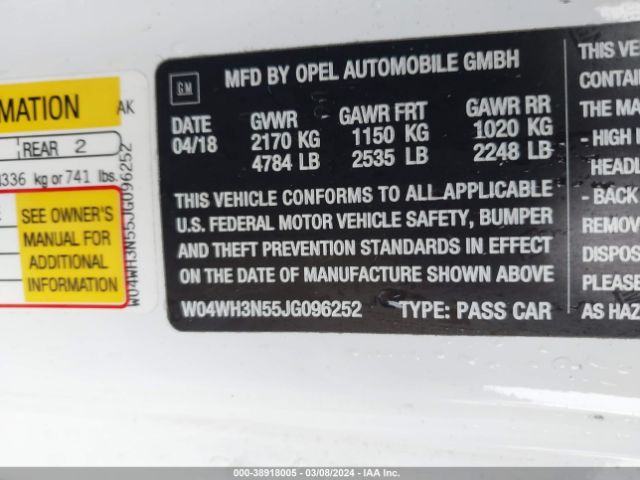 MATION
AK
REAR 2
336 kg or 741 lbs.
SEE OWNER'S
MANUAL FOR
ADDITIONAL
INFORMATION
W04WH3N55JG096252
GM
MFD BY OPEL AUTOMOBILE GMBH
DATE GVWR GAWR FRT GAWR RR
04/18 2170 KG 1150 KG 1020 KG
4784 LB 2535 LB 2248 LB
THIS VEHICLE CONFORMS TO ALL APPLICABLE
U.S. FEDERAL MOTOR VEHICLE SAFETY, BUMPER
AND THEFT PREVENTION STANDARDS IN EFFECT
ON THE DATE OF MANUFACTURE SHOWN ABOVE
W04WH3N55JG096252 TYPE: PASS CAR
THIS VE
CONTAI
THE MA
- HIGH I
HEADL
- BACK
REMOV
DISPOS
PLEASE
AS HAZ
000-38918005 - 03/08/2024 - IAA Inc.